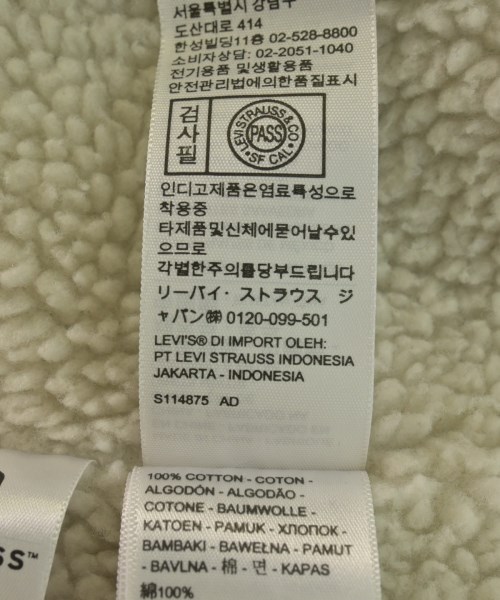 서울특별시 강남구
도산대로 414
한성빌딩11층 02-528-8800
소비자상담: 02-2051-1040
전기용품 및생활용품
안전관리법에의한품질표시
검사필
LEVI STRAUSS & CO
PASS
SF CAL
인디고제품은염료특성으로
착용중
타제품및신체에묻어날수있
으므로
각별한주의를당부드립니다
リーバイ· ストラウス ジ
ャパン㈱ 0120-099-501
LEVI'S® DI IMPORT OLEH:
PT LEVI STRAUSS INDONESIA
JAKARTA - INDONESIA
S114875 AD
100% COTTON - COTON -
ALGODÓN - ALGODÃO -
COTONE - BAUMWOLLE -
KATOEN - PAMUK - ХЛОПОК -
BAMBAKI - BAWEŁNA - PAMUT
- BAVLNA - 棉 - 면 - KAPAS
綿100%
SS™